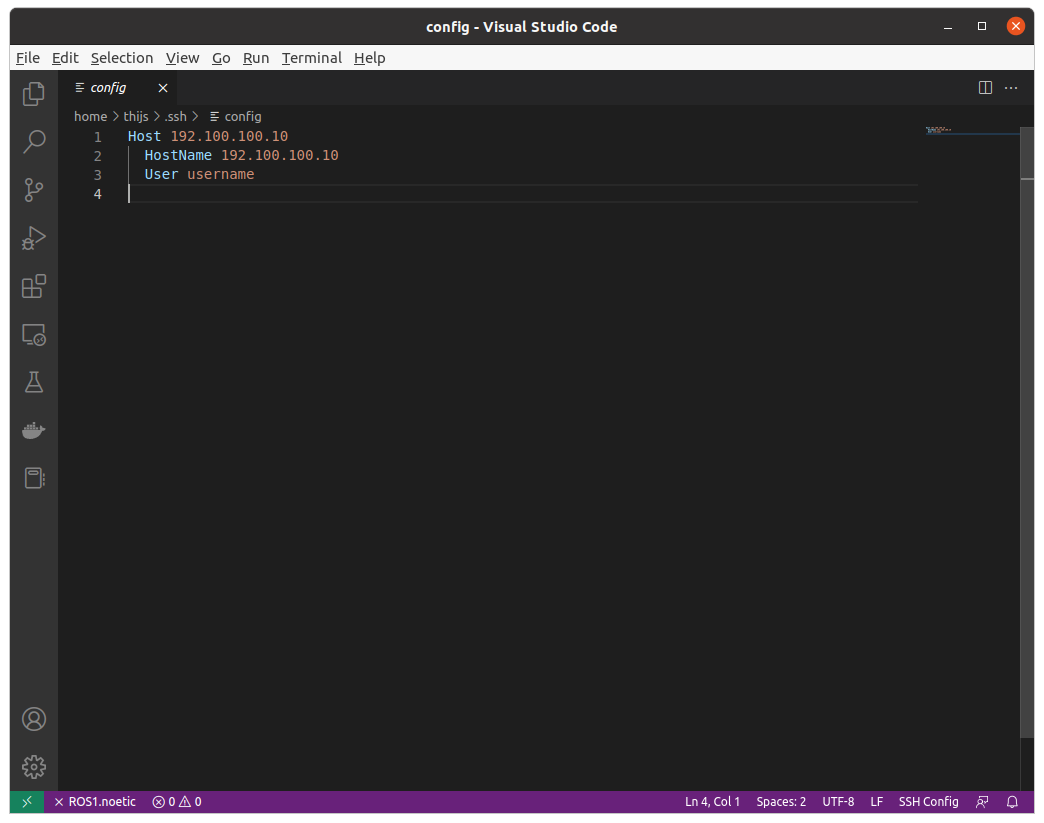 config - Visual Studio Code
File Edit Selection View Go Run Terminal Help
config
home thijs .ssh config
1 Host 192.100.100.10
2 HostName 192.100.100.10
3 User username
4
ROS1.noetic 0 0 Ln 4, Col 1 Spaces: 2 UTF-8 LF SSH Config